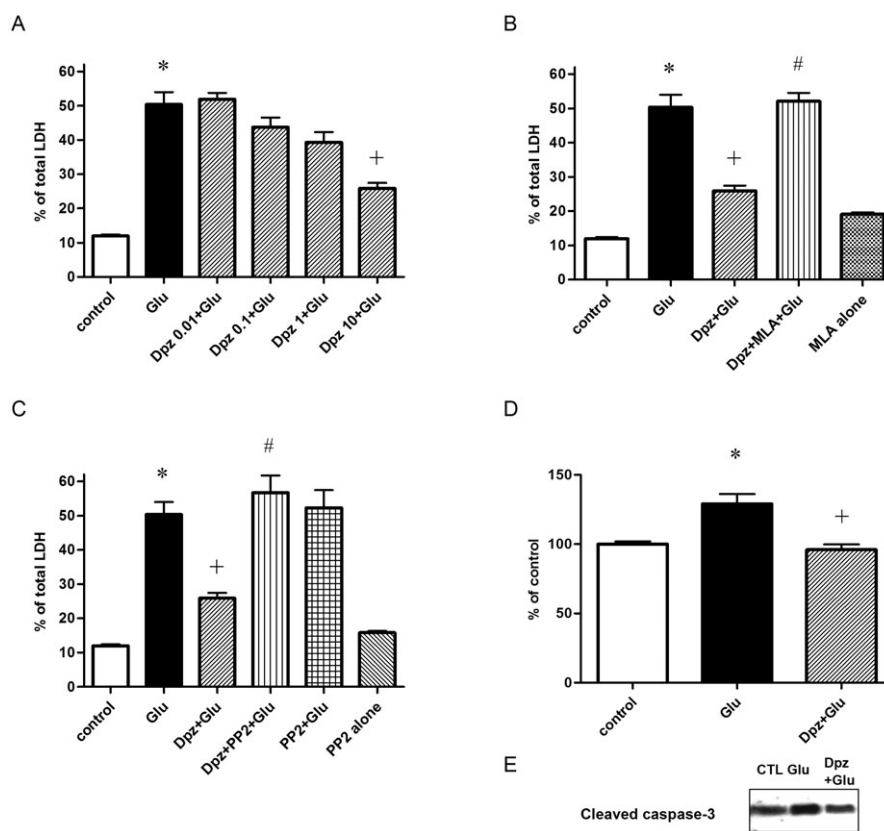 A
% of total LDH
60
50
40
30
20
10
0
*
+
control
Glu
Dpz 0.01+Glu
Dpz 0.1+Glu
Dpz 1+Glu
Dpz 10+Glu
B
% of total LDH
60
50
40
30
20
10
0
*
+
#
control
Glu
Dpz+Glu
Dpz+MLA+Glu
MLA alone
C
% of total LDH
60
50
40
30
20
10
0
*
+
#
control
Glu
Dpz+Glu
Dpz+PP2+Glu
PP2+Glu
PP2 alone
D
% of control
150
100
50
0
*
+
control
Glu
Dpz+Glu
E
CTL Glu Dpz
+Glu
Cleaved caspase-3